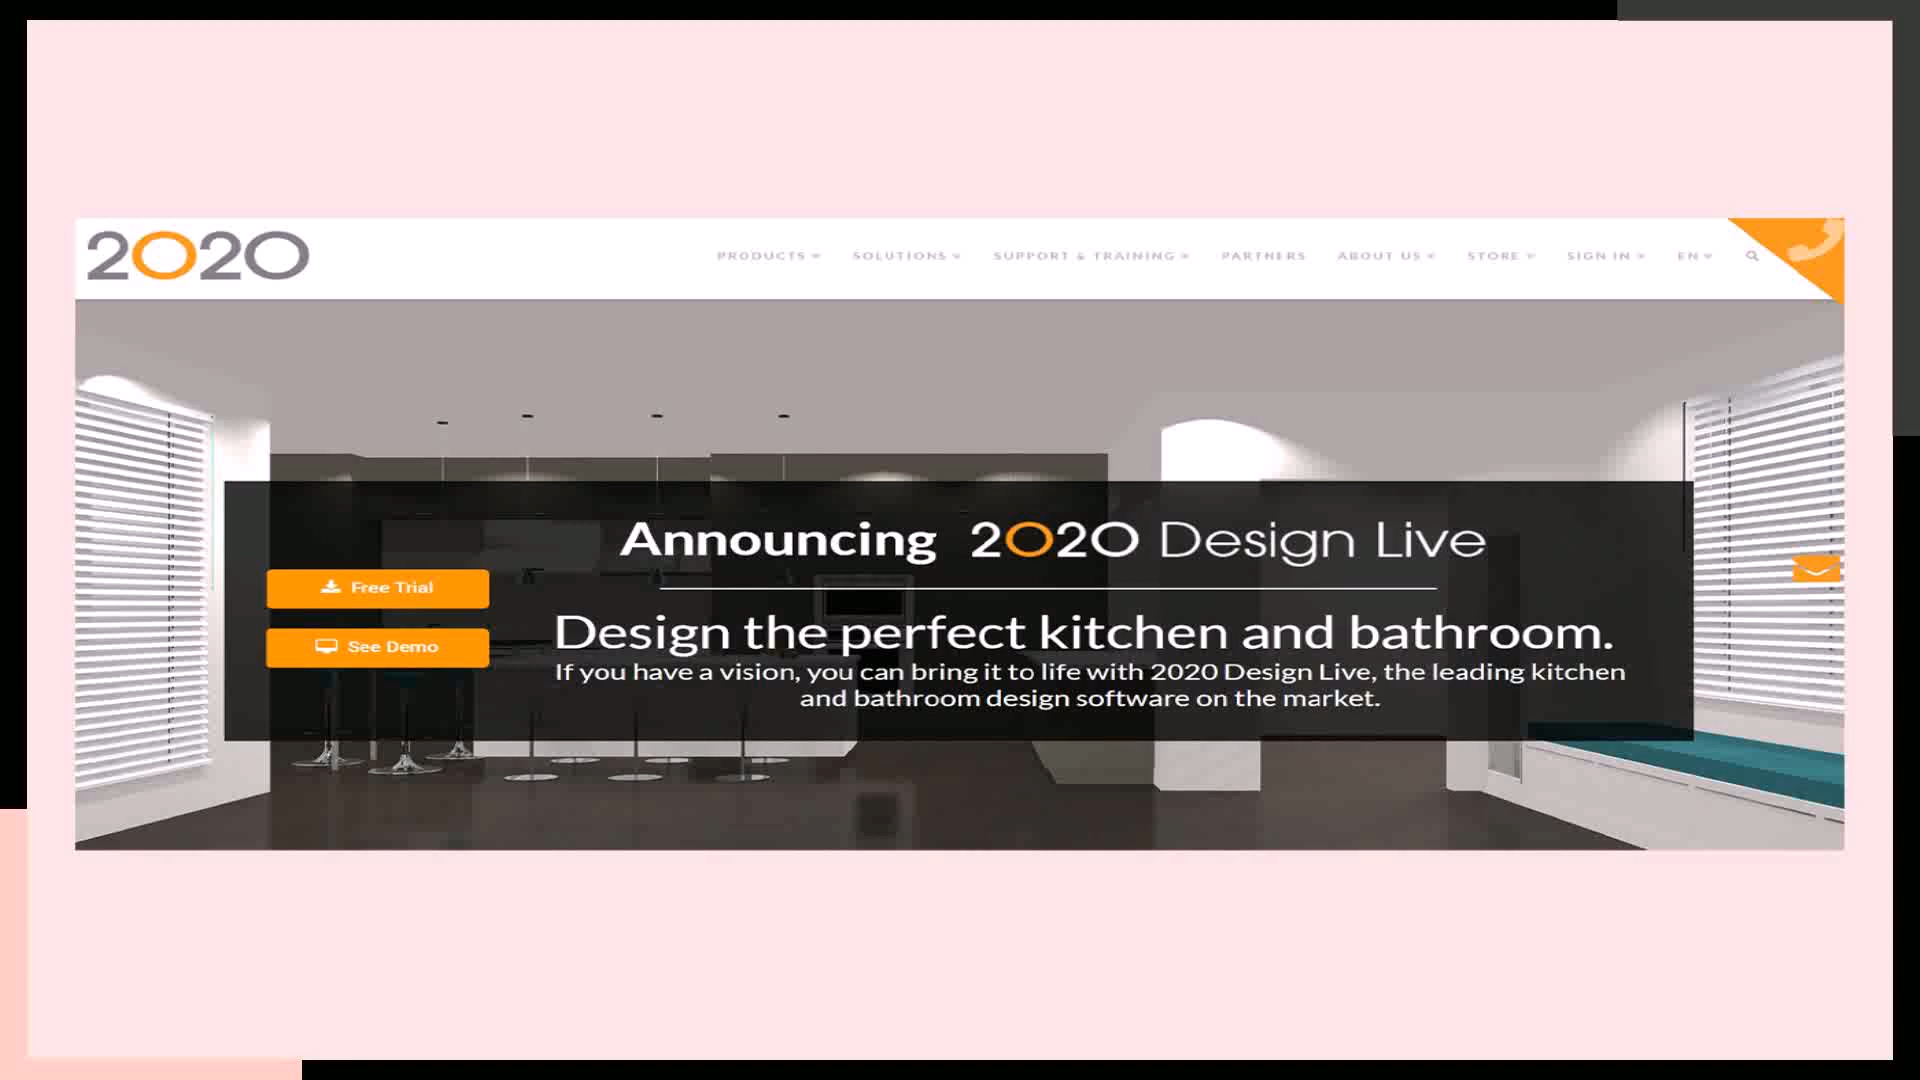 2020
PRODUCTS SOLUTIONS SUPPORT & TRAINING PARTNERS ABOUT US STORE SIGN IN EN
Announcing 2020 Design Live
Free Trial
See Demo
Design the perfect kitchen and bathroom.
If you have a vision, you can bring it to life with 2020 Design Live, the leading kitchen
and bathroom design software on the market.